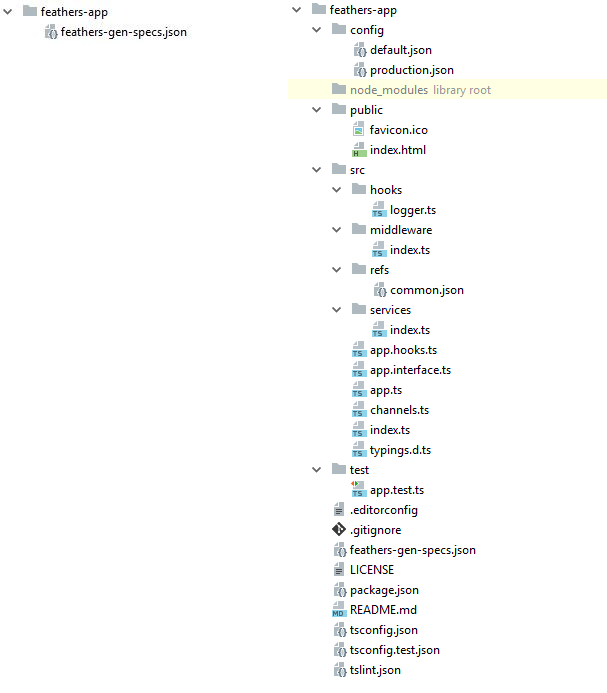 feathers-app
feathers-gen-specs.json
feathers-app
config
default.json
production.json
node_modules library root
public
favicon.ico
index.html
src
hooks
logger.ts
middleware
index.ts
refs
common.json
services
index.ts
app.hooks.ts
app.interface.ts
app.ts
channels.ts
index.ts
typings.d.ts
test
app.test.ts
.editorconfig
.gitignore
feathers-gen-specs.json
LICENSE
package.json
README.md
tsconfig.json
tsconfig.test.json
tslint.json